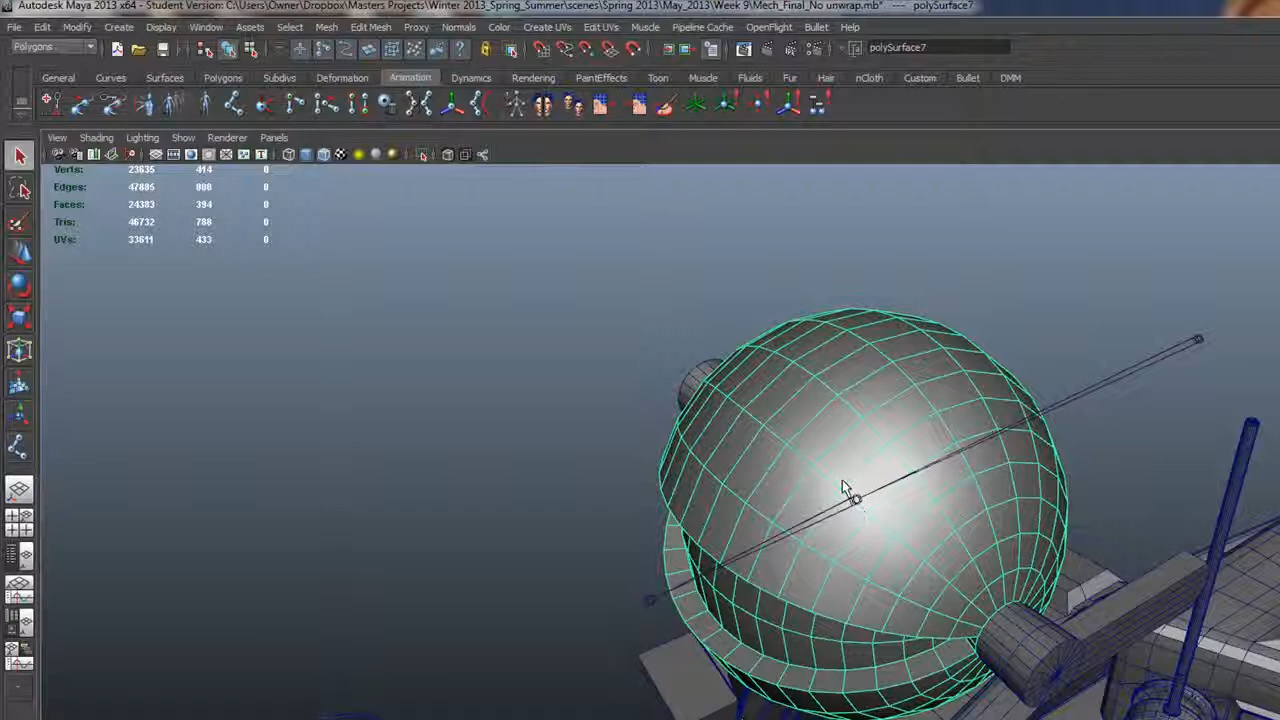 Autodesk Maya 2013 x64 - Student Version: C:\Users\Owner\Dropbox\Masters Projects\Winter 2013_Spring_Summer\scenes\Spring 2013\May_2013\Week 9\Mech_Final_No unwrap.mb* --- polySurface7
File Edit Modify Create Display Window Assets Select Mesh Edit Mesh Proxy Normals Color Create UVs Edit UVs Muscle Pipeline Cache OpenFlight Bullet Help
Polygons polySurface7
General Curves Surfaces Polygons Subdivs Deformation Animation Dynamics Rendering PaintEffects Toon Muscle Fluids Fur Hair nCloth Custom Bullet DMM
View Shading Lighting Show Renderer Panels
Verts: 23635 414 0
Edges: 47885 808 0
Faces: 24383 394 0
Tris: 46732 788 0
UVs: 33611 433 0